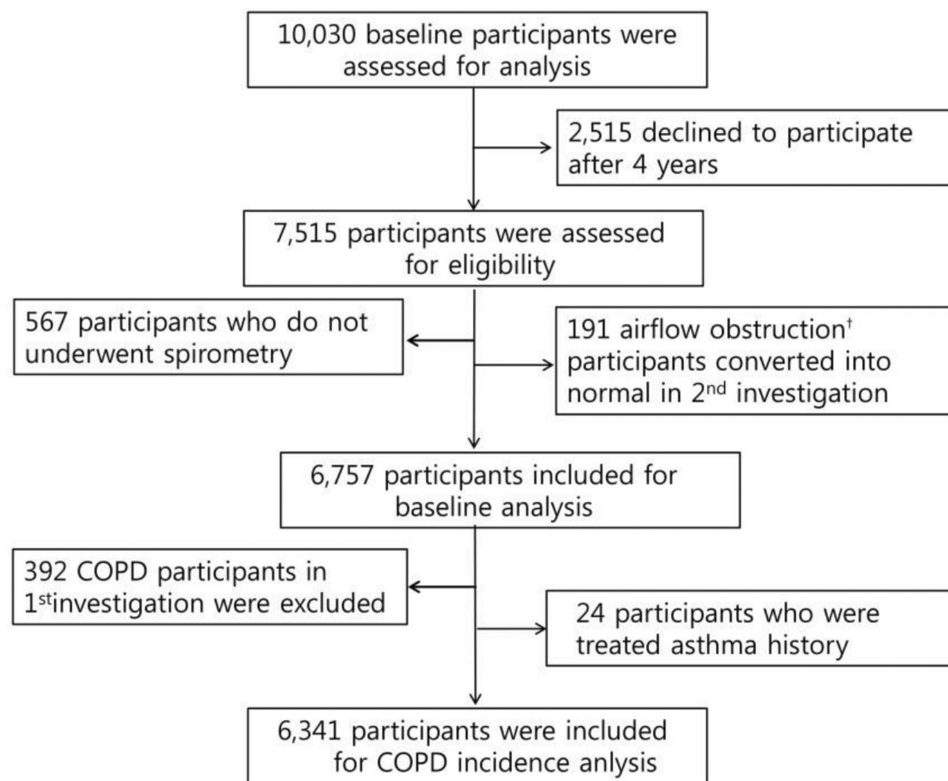 10,030 baseline participants were
assessed for analysis
2,515 declined to participate
after 4 years
7,515 participants were assessed
for eligibility
567 participants who do not
underwent spirometry
191 airflow obstruction†
participants converted into
normal in 2nd investigation
6,757 participants included for
baseline analysis
392 COPD participants in
1stinvestigation were excluded
24 participants who were
treated asthma history
6,341 participants were included
for COPD incidence anlysis